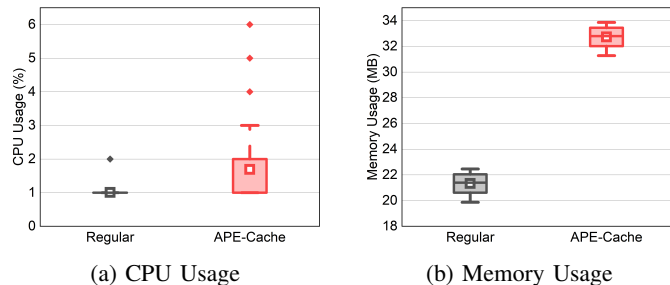 6
5
4
3
2
1
0
CPU Usage (%)
Regular
APE-Cache
(a) CPU Usage
34
32
30
28
26
24
22
20
18
Memory Usage (MB)
Regular
APE-Cache
(b) Memory Usage